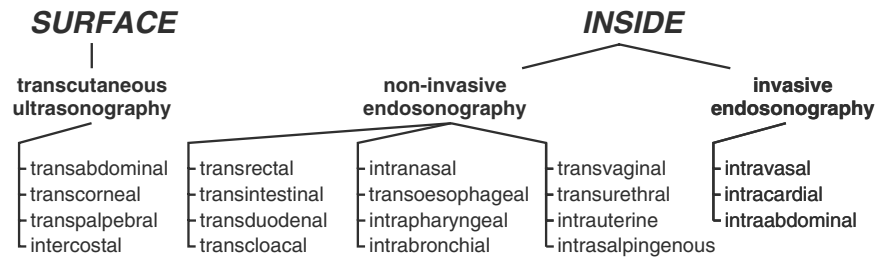 SURFACE
INSIDE
transcutaneous
ultrasonography
non-invasive
endosonography
invasive
endosonography
transabdominal
transcorneal
transpalpebral
intercostal
transrectal
transintestinal
transduodenal
transcloacal
intranasal
transoesophageal
intrapharyngeal
intrabronchial
transvaginal
transurethral
intrauterine
intrasalpingenous
intravasal
intracardial
intraabdominal